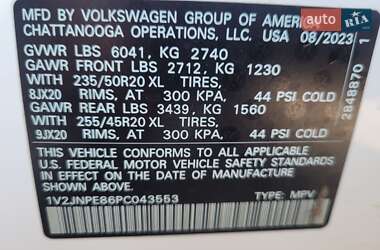 MFD BY VOLKSWAGEN GROUP OF AMERICA
CHATTANOOGA OPERATIONS, LLC. USA 08/2023
GVWR LBS 6041, KG 2740
GAWR FRONT LBS 2712, KG 1230
WITH 235/50R20 XL TIRES,
8JX20 RIMS, AT 300 KPA, 44 PSI COLD
GAWR REAR LBS 3439, KG 1560
WITH 255/45R20 XL TIRES,
9JX20 RIMS, AT 300 KPA, 44 PSI COLD
THIS VEHICLE CONFORMS TO ALL APPLICABLE
U.S. FEDERAL MOTOR VEHICLE SAFETY STANDARDS
IN EFFECT ON THE DATE OF MANUFACTURE
SHOWN ABOVE
1V2JNPE86PC043553 TYPE: MPV
2848870 1
RIA.com